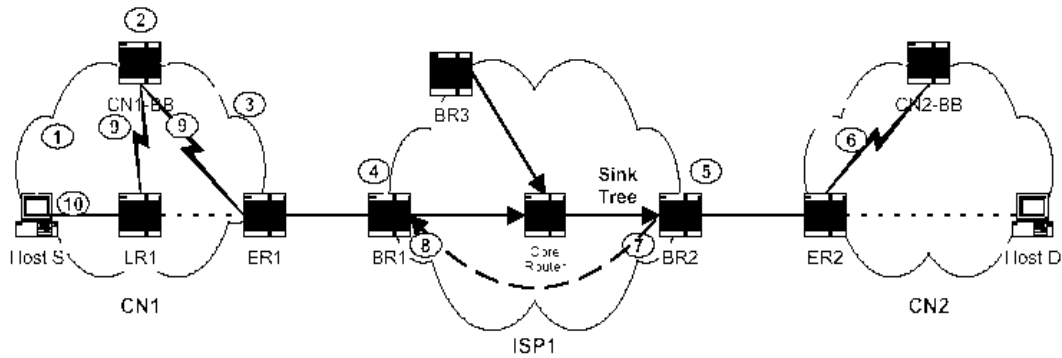 2
CN1-BB
3
1
9
9
BR3
CN2-BB
6
4
5
Sink
Tree
10
Host S
LR1
ER1
BR1
8
Core
Router
7
BR2
ER2
Host D
CN1
ISP1
CN2